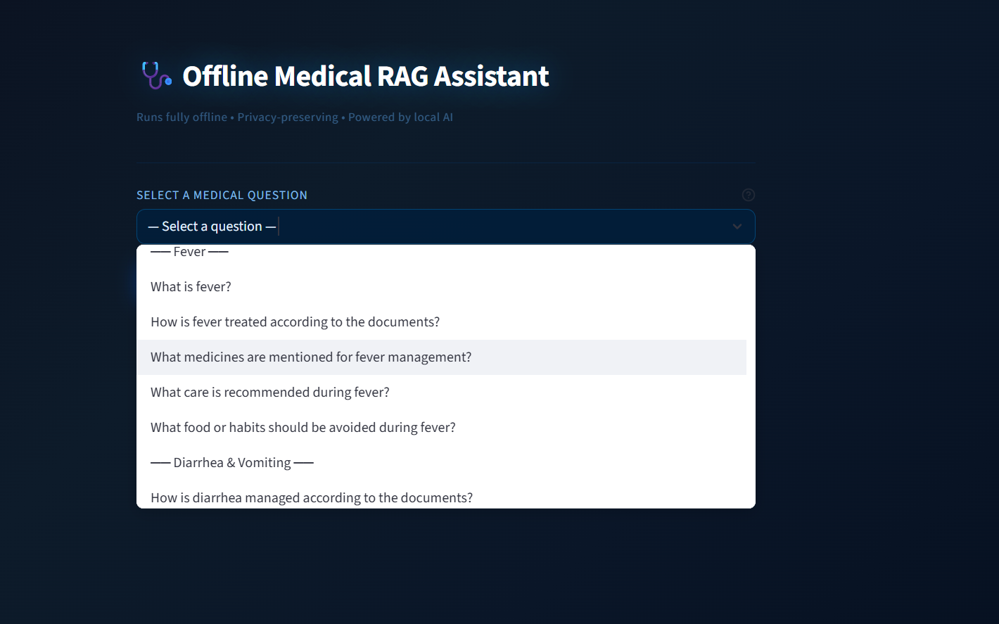 Offline Medical RAG Assistant
Runs fully offline • Privacy-preserving • Powered by local AI
SELECT A MEDICAL QUESTION
— Select a question —
—— Fever ——
What is fever?
How is fever treated according to the documents?
What medicines are mentioned for fever management?
What care is recommended during fever?
What food or habits should be avoided during fever?
—— Diarrhea & Vomiting ——
How is diarrhea managed according to the documents?